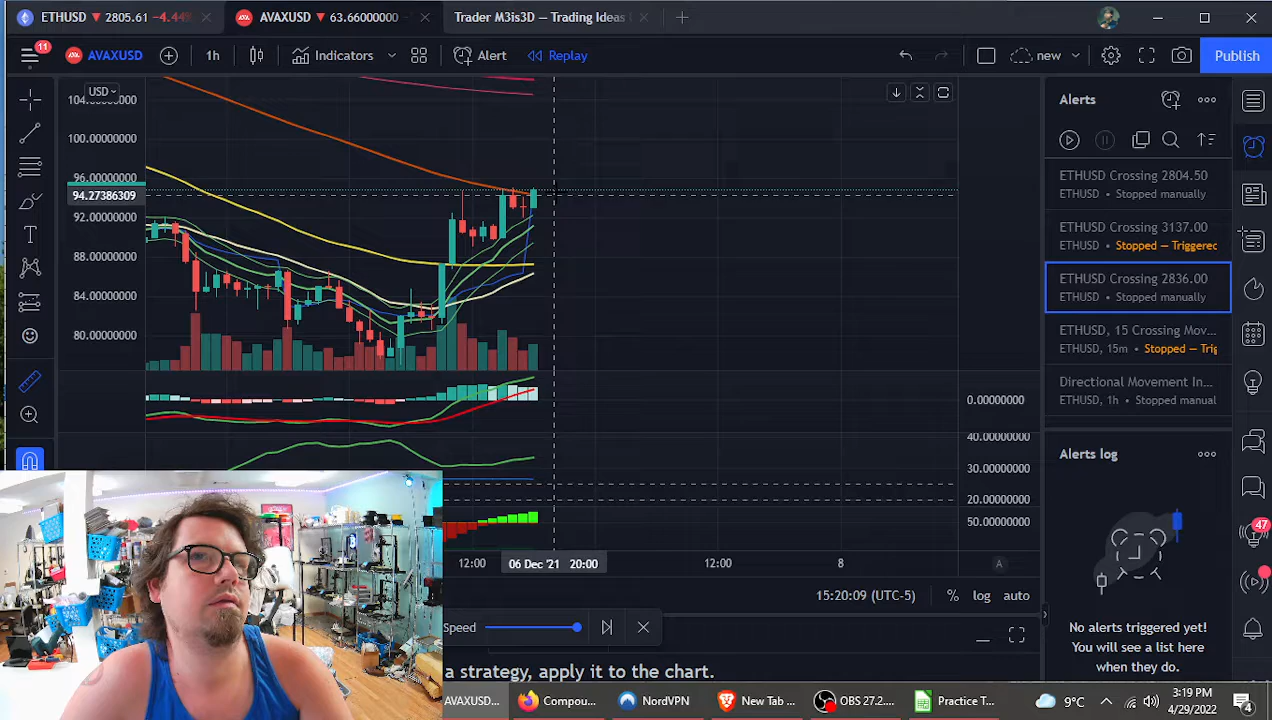 ETHUSD ▼ 2805.61 −4.44%
AVAXUSD ▼ 63.66000000
Trader M3is3D — Trading Ideas
11
AVAXUSD
1h
Indicators
Alert
Replay
new
Publish
USD
104.00000000
100.00000000
96.00000000
94.27386309
92.00000000
88.00000000
84.00000000
80.00000000
0.00000000
40.00000000
30.00000000
20.00000000
50.00000000
12:00
06 Dec '21 20:00
12:00
8
A
15:20:09 (UTC-5)
%
log
auto
Speed
a strategy, apply it to the chart.
Alerts
ETHUSD Crossing 2804.50
ETHUSD • Stopped manually
ETHUSD Crossing 3137.00
ETHUSD • Stopped — Triggered
ETHUSD Crossing 2836.00
ETHUSD • Stopped manually
ETHUSD, 15 Crossing Mov...
ETHUSD, 15m • Stopped — Trig
Directional Movement In...
ETHUSD, 1h • Stopped manual
Alerts log
No alerts triggered yet!
You will see a list here
when they do.
47
AVAXUSD...
Compou...
NordVPN
New Tab ...
OBS 27.2....
Practice T...
9°C
3:19 PM
4/29/2022
4